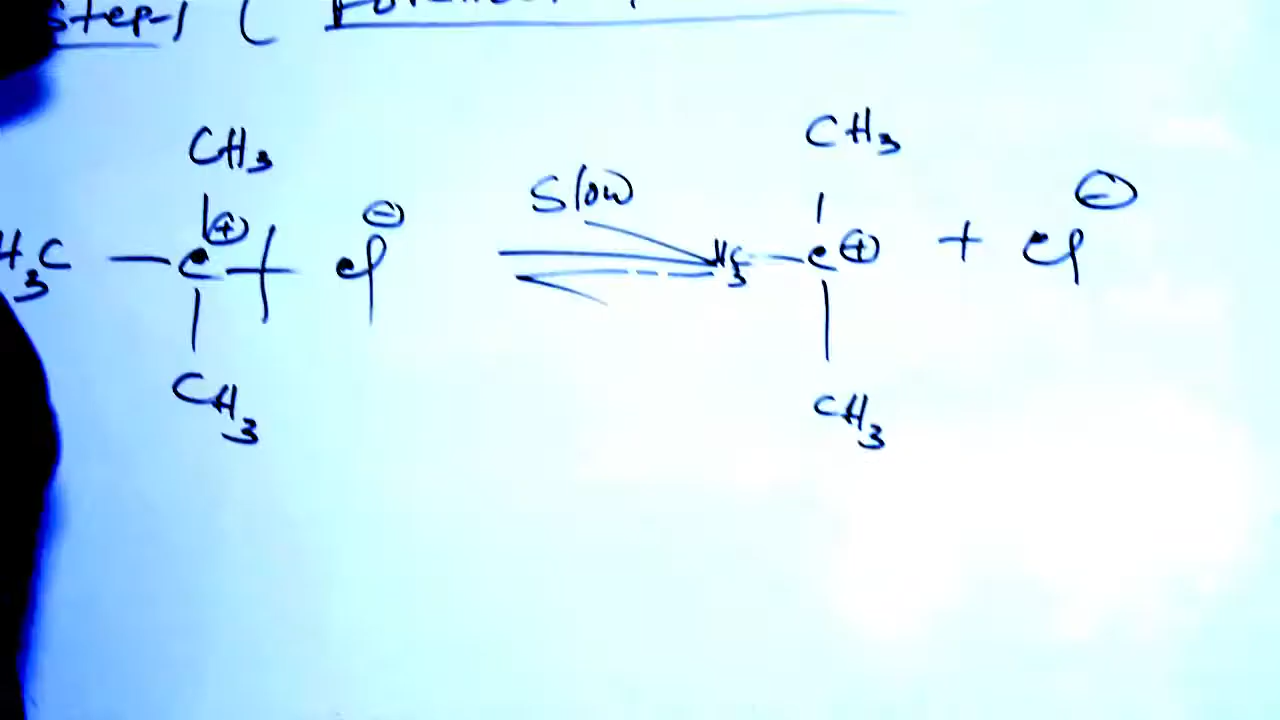 Step-1 (
CH3 CH3
⊕ ⊖ Slow ⊖
H3C — C + Cl ⇌ H3C — C ⊕ + Cl
CH3 CH3